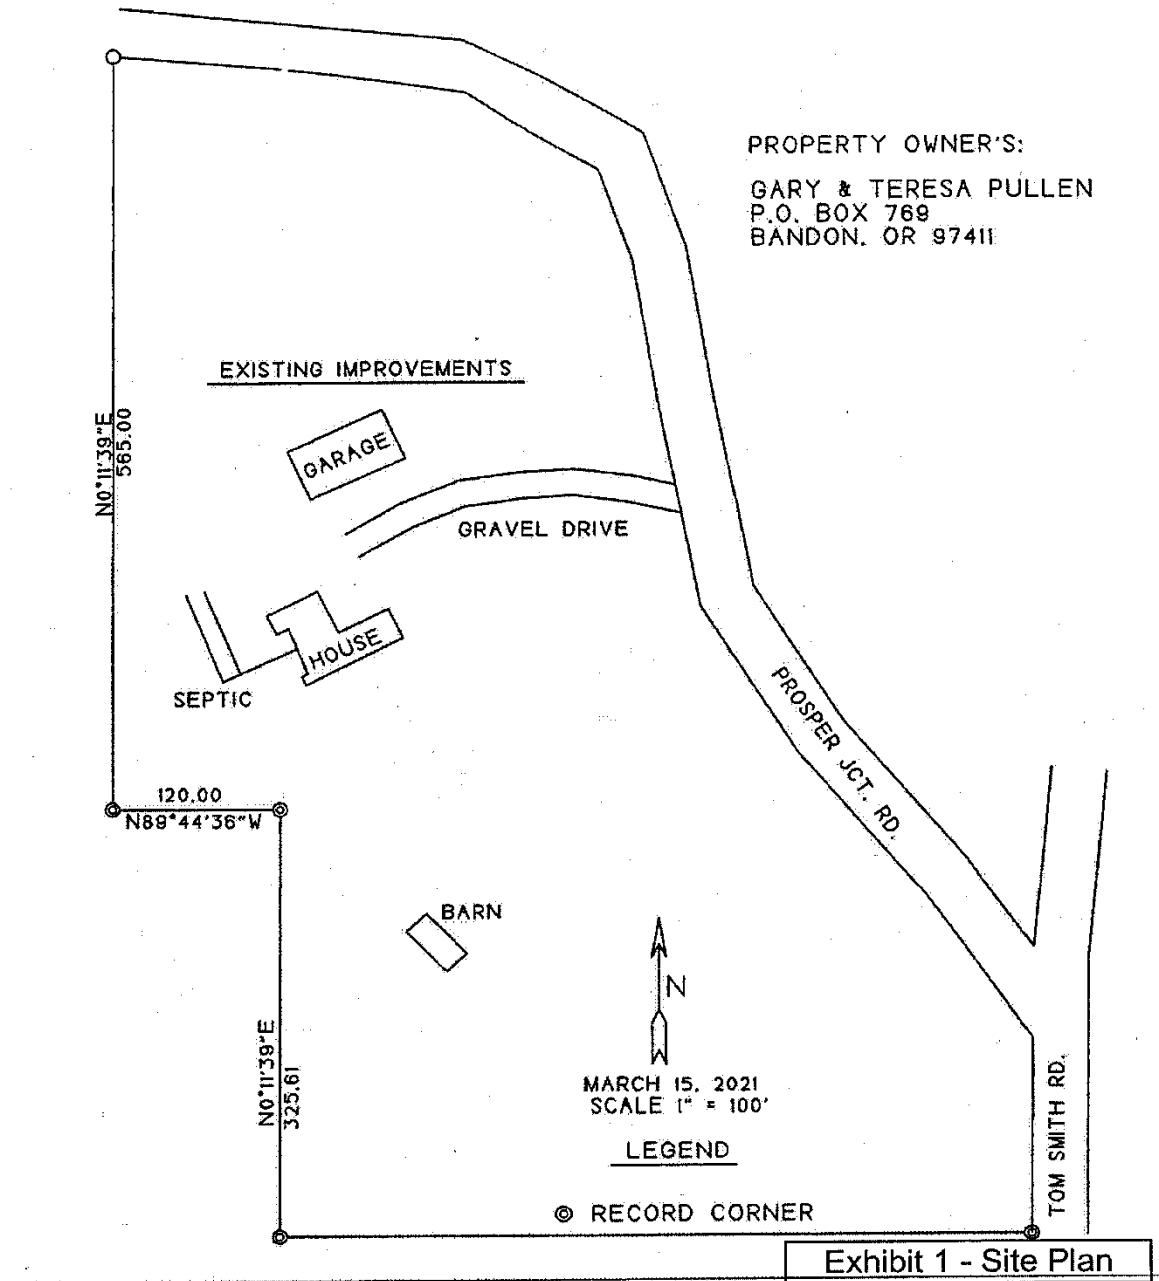 PROPERTY OWNER'S:
GARY & TERESA PULLEN
P.O. BOX 769
BANDON, OR 97411
EXISTING IMPROVEMENTS
N0°11'39"E
565.00
GARAGE
GRAVEL DRIVE
HOUSE
SEPTIC
PROSPER JCT. RD.
120.00
N89°44'36"W
BARN
N
N0°11'39"E
325.61
MARCH 15, 2021
SCALE 1" = 100'
LEGEND
TOM SMITH RD.
RECORD CORNER
Exhibit 1 - Site Plan